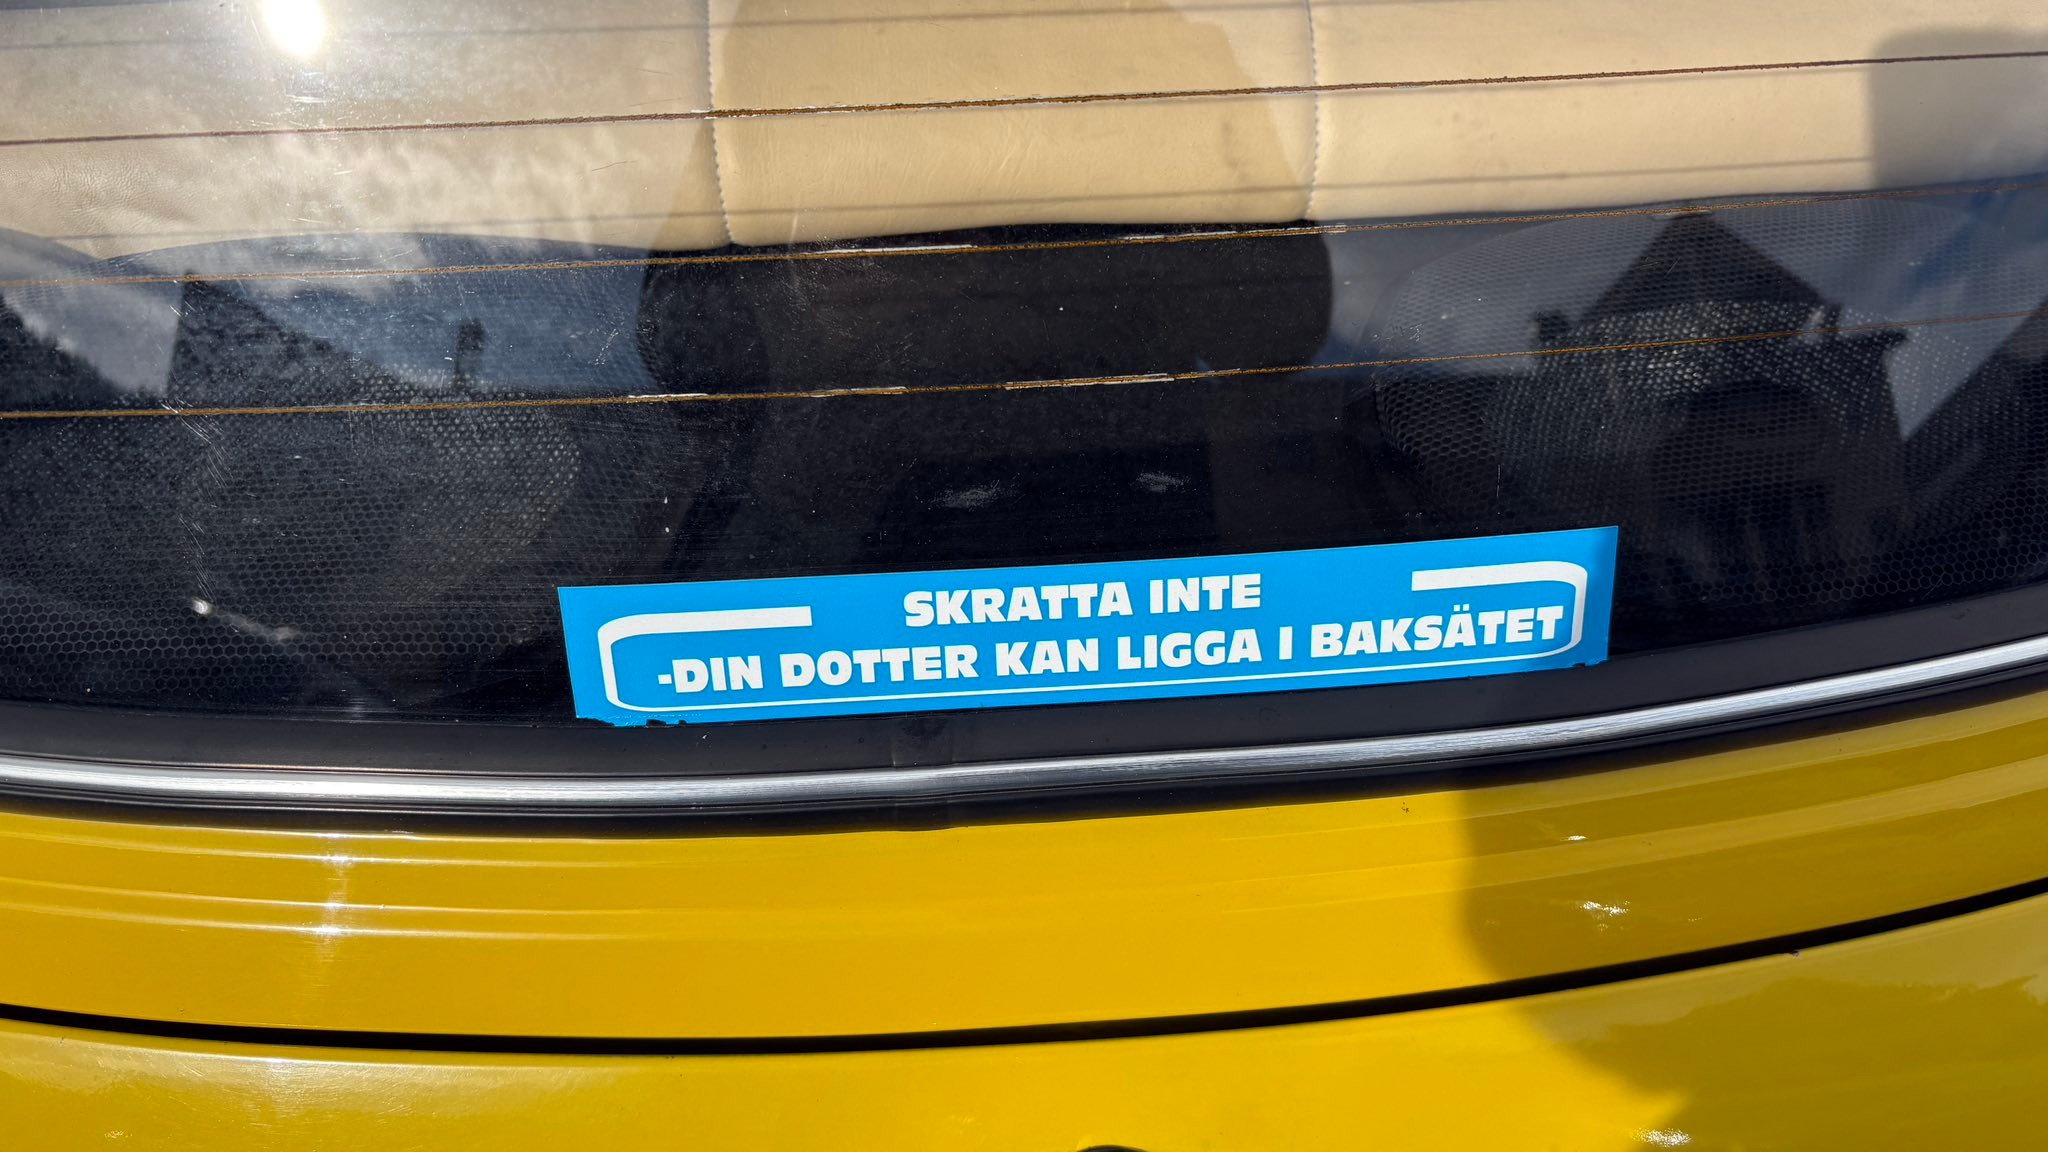 SKRATTA INTE
-DIN DOTTER KAN LIGGA I BAKSÄTET